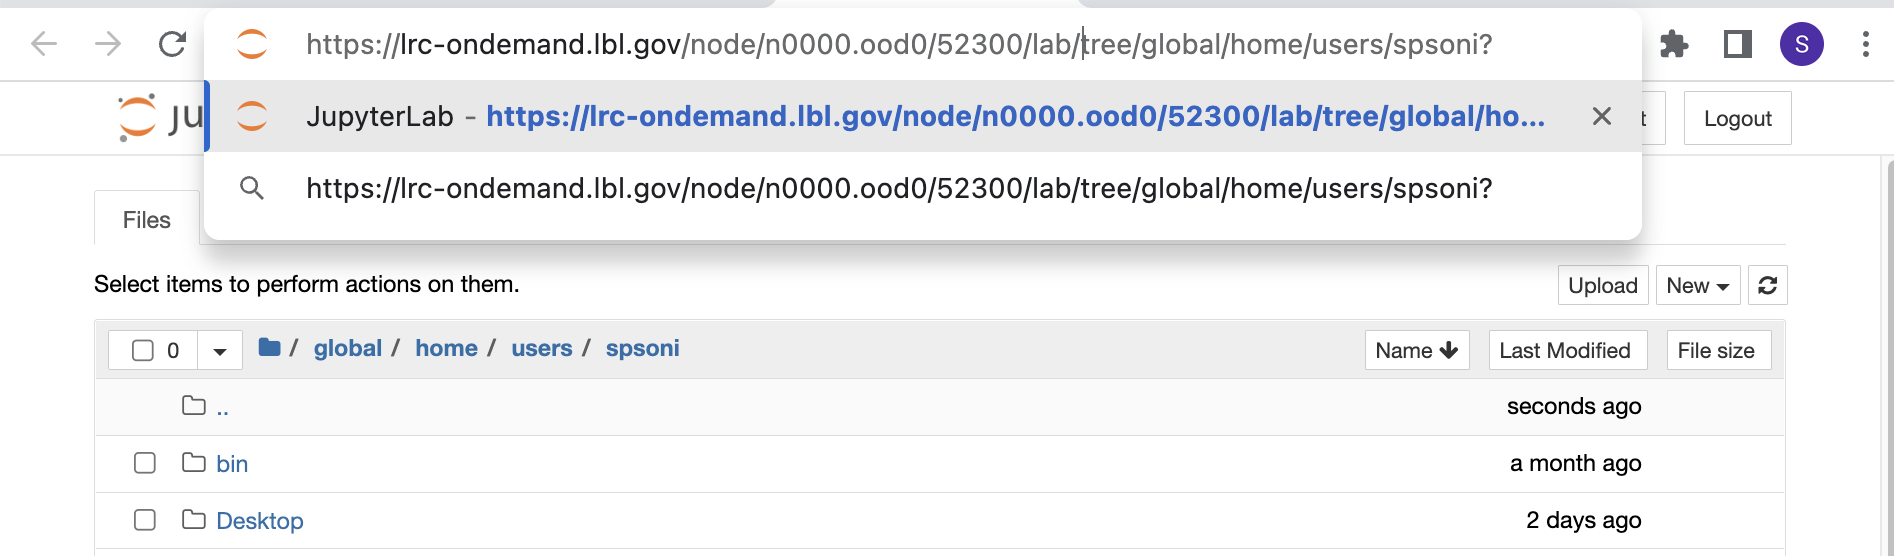 https://lrc-ondemand.lbl.gov/node/n0000.ood0/52300/lab/tree/global/home/users/spsoni?
S
JupyterLab - https://lrc-ondemand.lbl.gov/node/n0000.ood0/52300/lab/tree/global/ho...
Logout
https://lrc-ondemand.lbl.gov/node/n0000.ood0/52300/lab/tree/global/home/users/spsoni?
Files
Select items to perform actions on them.
Upload New
0 / global / home / users / spsoni Name Last Modified File size
.. seconds ago
bin a month ago
Desktop 2 days ago